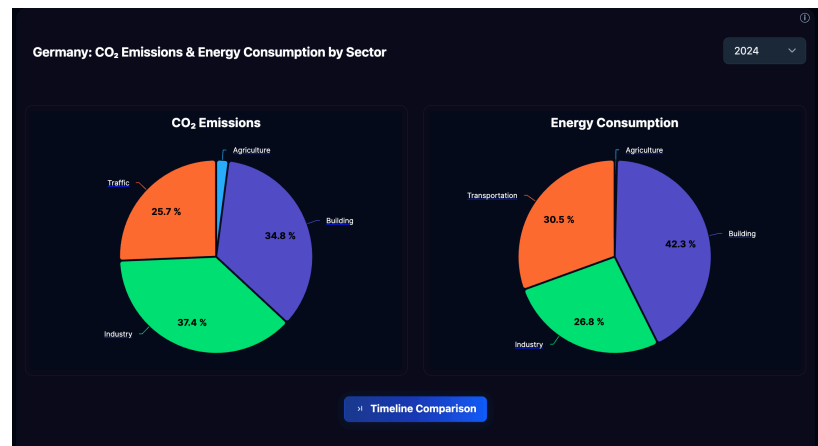 Germany: CO₂ Emissions & Energy Consumption by Sector
2024
CO₂ Emissions
Agriculture
Traffic
25.7 %
Building
34.8 %
37.4 %
Industry
Energy Consumption
Agriculture
Transportation
30.5 %
Building
42.3 %
26.8 %
Industry
Timeline Comparison